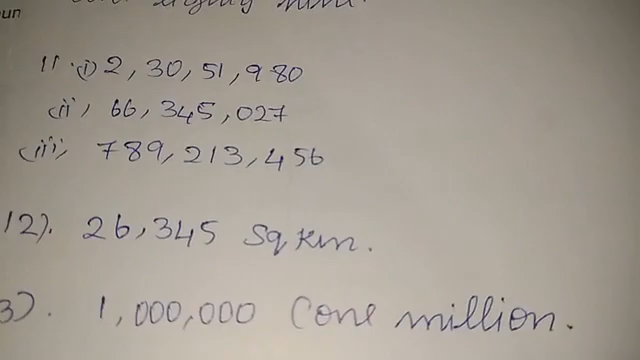 11. (i) 2, 30, 51, 980
(ii, 66, 345, 027
(iii, 789, 213, 456
12). 26,345 Sq km.
3). 1,000,000 (one million.